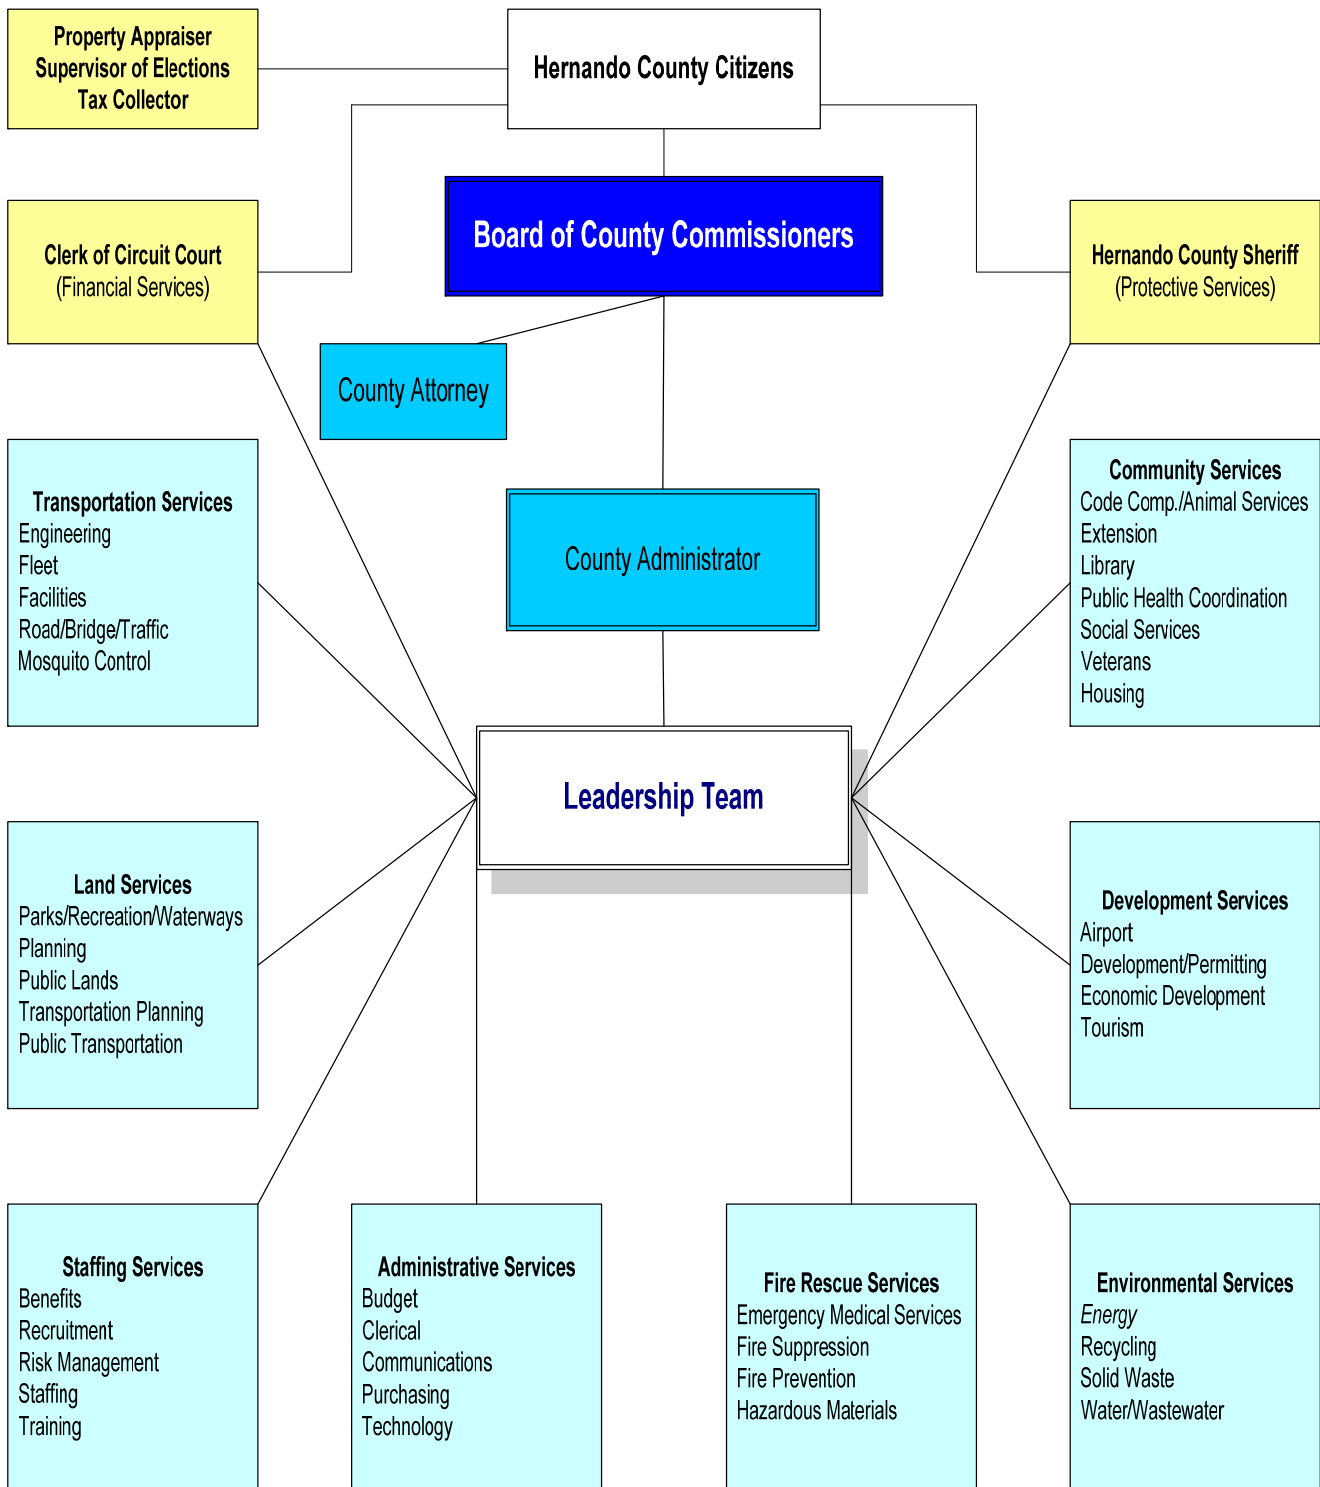 Property Appraiser
Supervisor of Elections
Tax Collector
Hernando County Citizens
Board of County Commissioners
Clerk of Circuit Court
(Financial Services)
Hernando County Sheriff
(Protective Services)
County Attorney
Transportation Services
Engineering
Fleet
Facilities
Road/Bridge/Traffic
Mosquito Control
County Administrator
Community Services
Code Comp./Animal Services
Extension
Library
Public Health Coordination
Social Services
Veterans
Housing
Leadership Team
Land Services
Parks/Recreation/Waterways
Planning
Public Lands
Transportation Planning
Public Transportation
Development Services
Airport
Development/Permitting
Economic Development
Tourism
Staffing Services
Benefits
Recruitment
Risk Management
Staffing
Training
Administrative Services
Budget
Clerical
Communications
Purchasing
Technology
Fire Rescue Services
Emergency Medical Services
Fire Suppression
Fire Prevention
Hazardous Materials
Environmental Services
Energy
Recycling
Solid Waste
Water/Wastewater